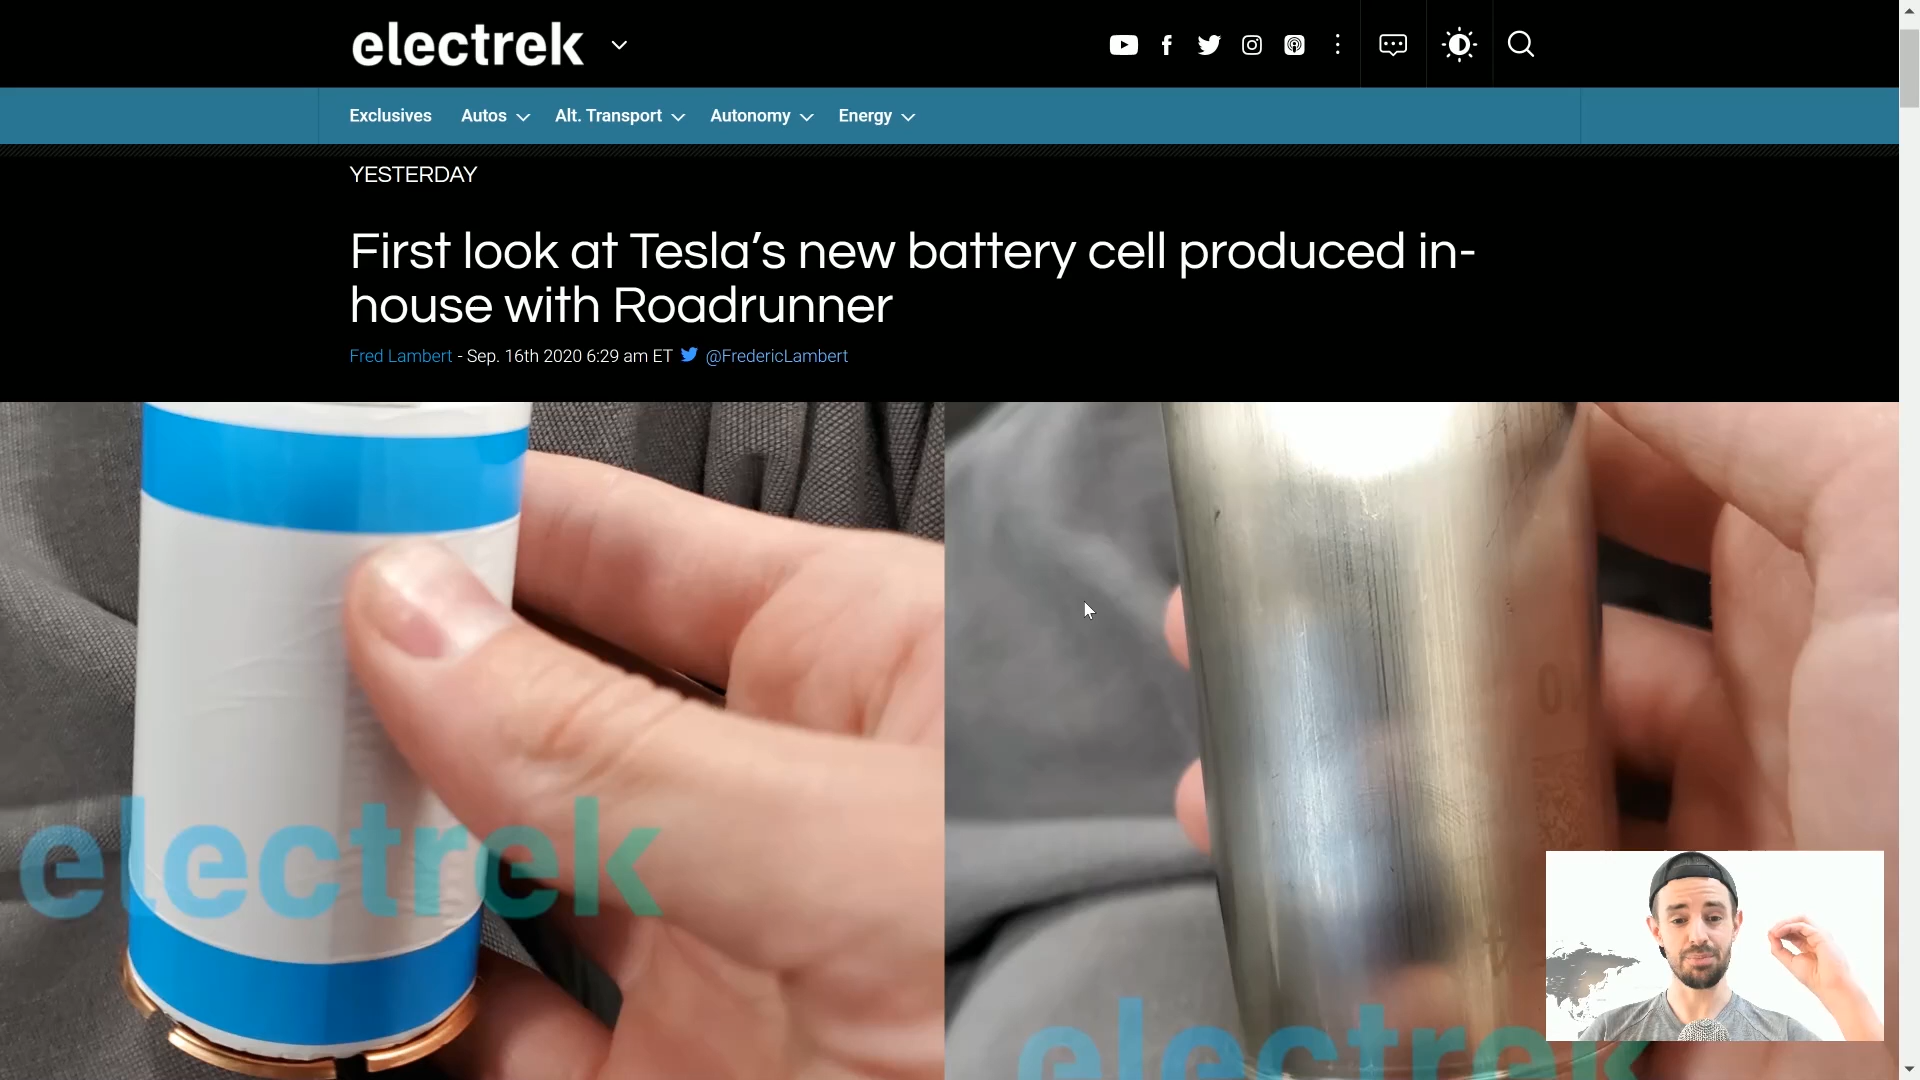 electrek
Exclusives Autos Alt. Transport Autonomy Energy
YESTERDAY
First look at Tesla's new battery cell produced in-
house with Roadrunner
Fred Lambert - Sep. 16th 2020 6:29 am ET @FredericLambert
electrek
electrek